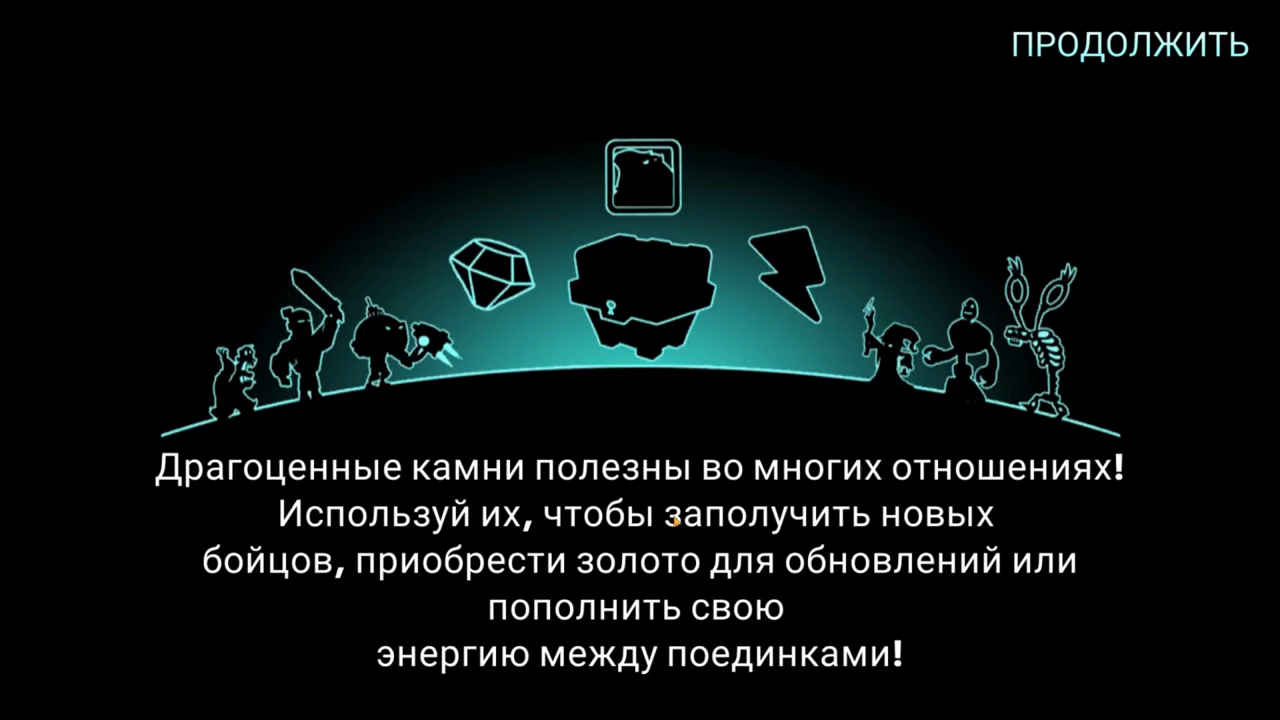 ПРОДОЛЖИТЬ
Драгоценные камни полезны во многих отношениях!
Используй их, чтобы заполучить новых
бойцов, приобрести золото для обновлений или
пополнить свою
энергию между поединками!